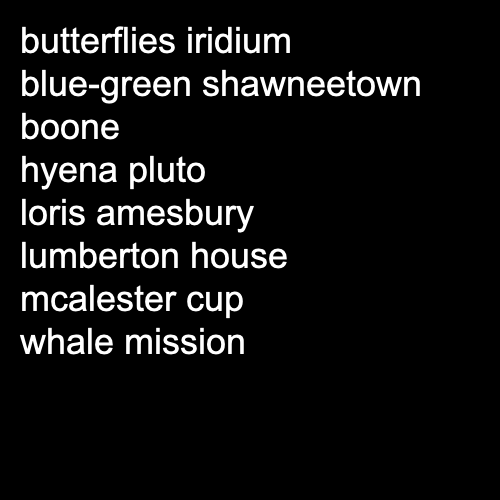 butterflies iridium
blue-green shawneetown
boone
hyena pluto
loris amesbury
lumberton house
mcalester cup
whale mission